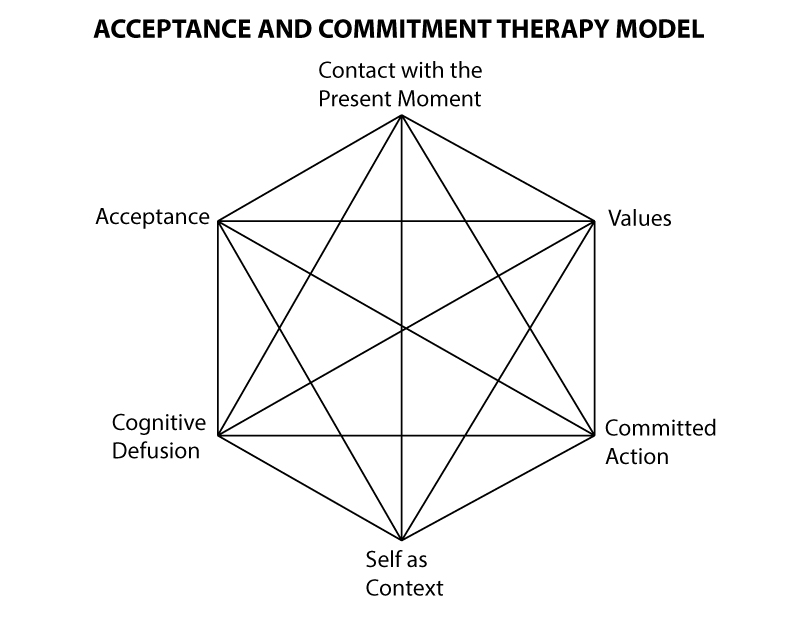 ACCEPTANCE AND COMMITMENT THERAPY MODEL
Contact with the
Present Moment
Acceptance
Values
Cognitive
Defusion
Committed
Action
Self as
Context